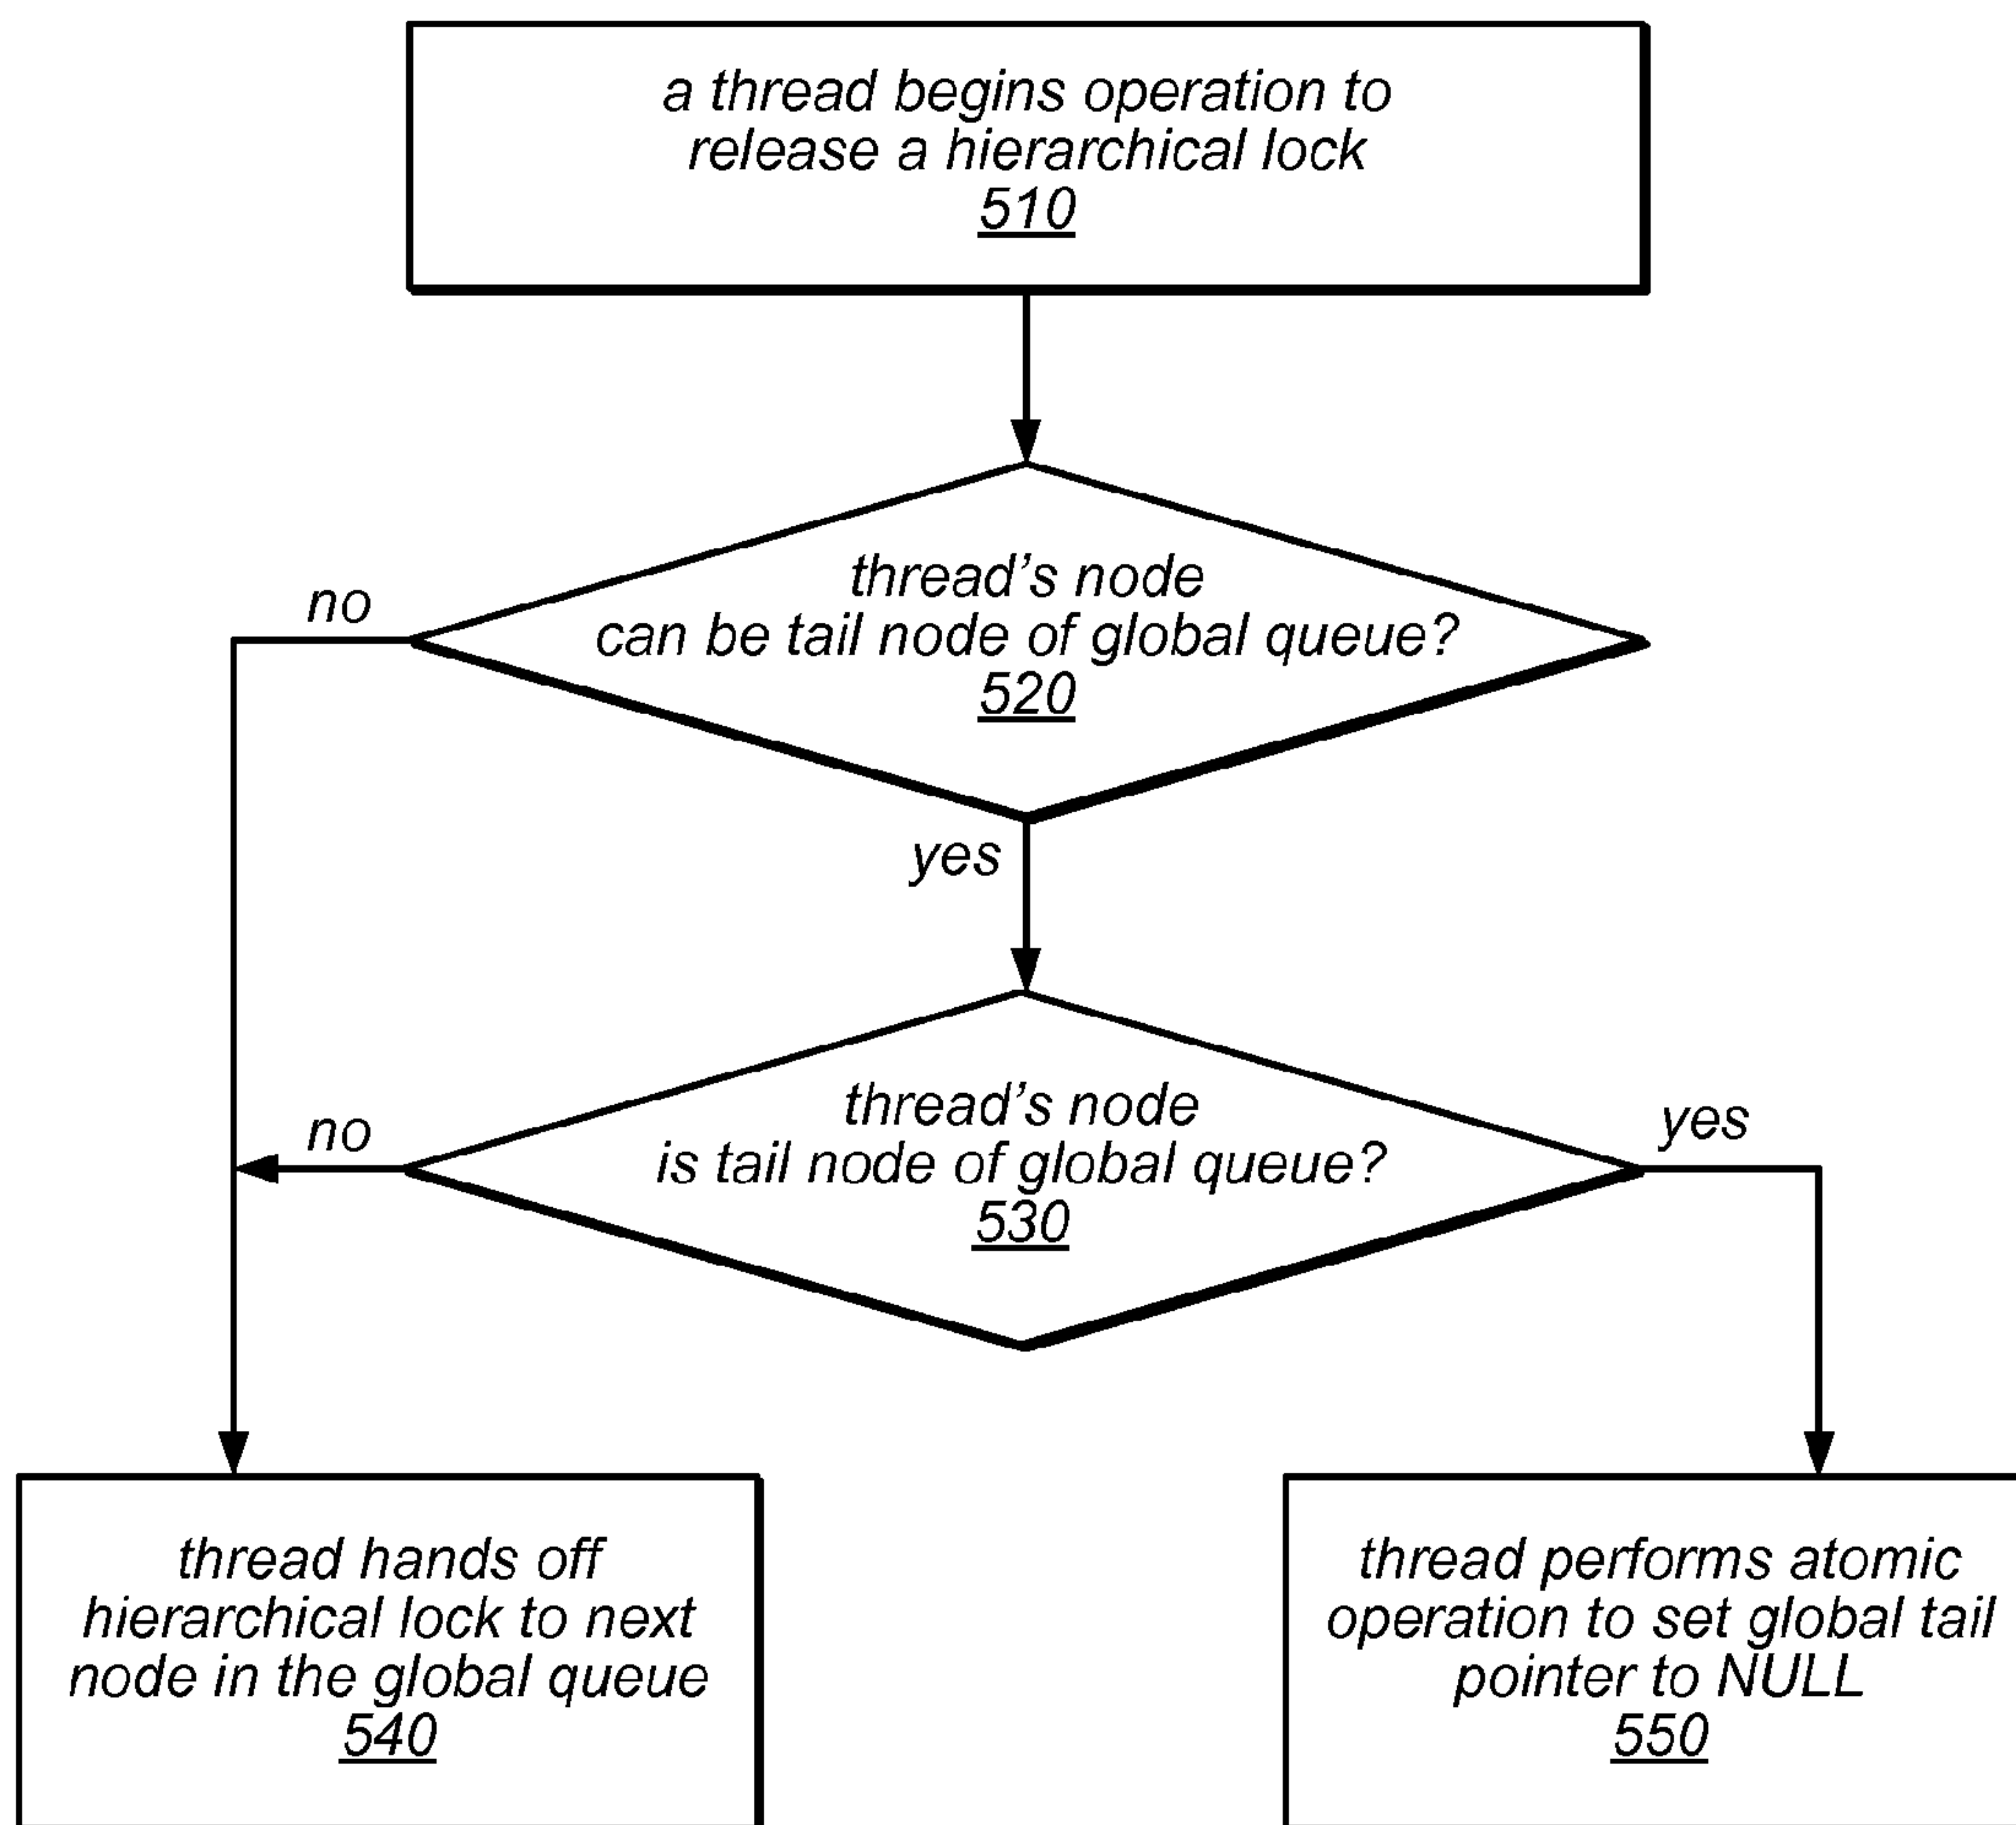 a thread begins operation to
release a hierarchical lock
510
no
thread's node
can be tail node of global queue?
520
yes
no
thread's node
is tail node of global queue?
530
yes
thread hands off
hierarchical lock to next
node in the global queue
540
thread performs atomic
operation to set global tail
pointer to NULL
550